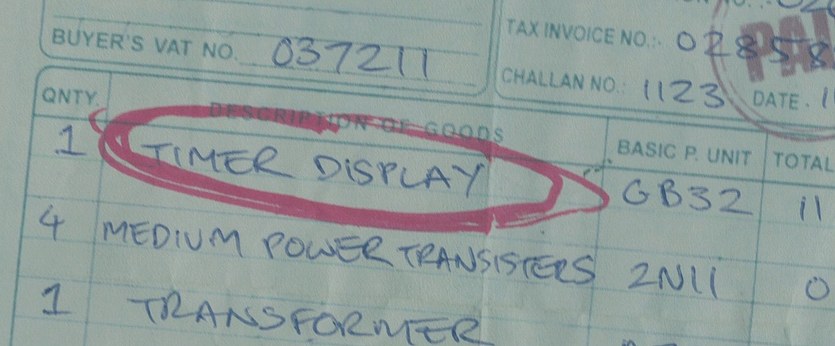 BUYER'S VAT NO. 037211
TAX INVOICE NO.: 02858
CHALLAN NO.: 1123 DATE.
QNTY. DESCRIPTION OF GOODS BASIC P. UNIT TOTAL
1 TIMER DISPLAY GB32 11
4 MEDIUM POWER TRANSISTERS 2N11 0
1 TRANSFORMER